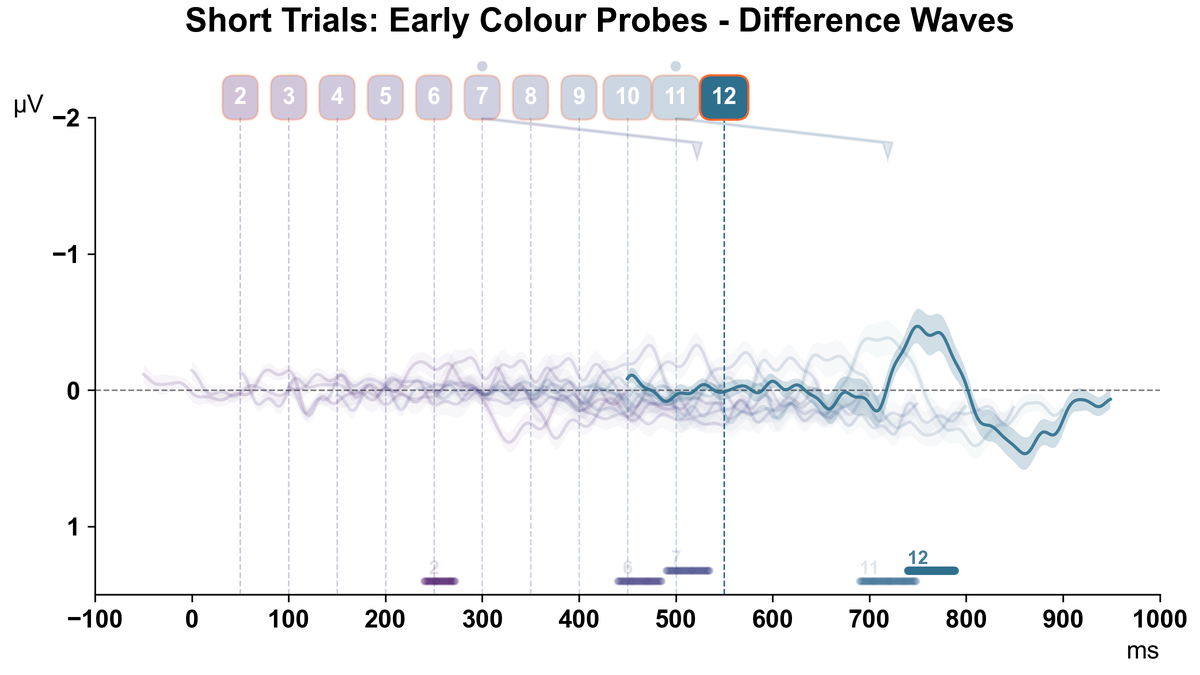 Short Trials: Early Colour Probes - Difference Waves
2 3 4 5 6 7 8 9 10 11 12
µV
−2
−1
0
1
2 6 7 11 12
−100 0 100 200 300 400 500 600 700 800 900 1000
ms